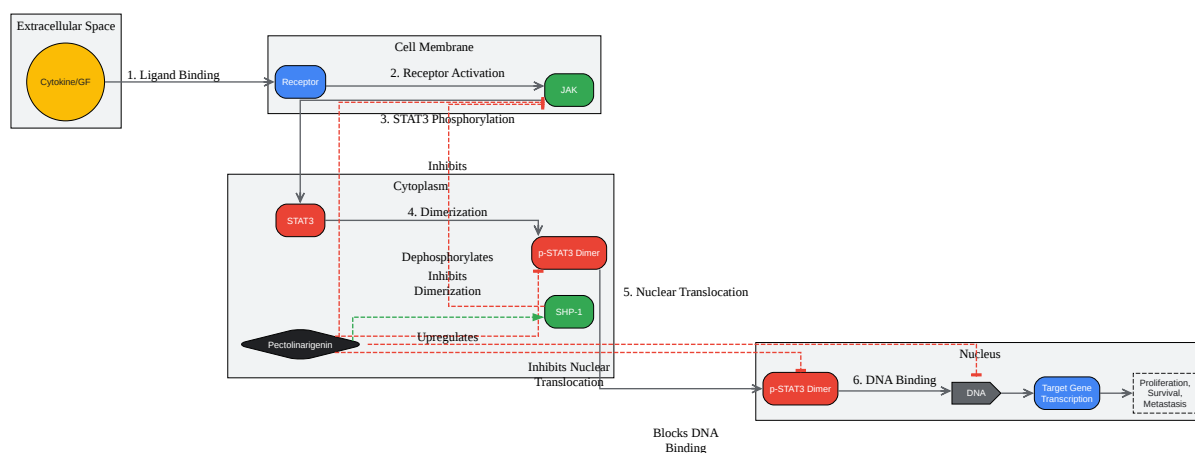 Extracellular Space
Cytokine/GF
1. Ligand Binding
Cell Membrane
Receptor
2. Receptor Activation
JAK
3. STAT3 Phosphorylation
Inhibits
Cytoplasm
STAT3
4. Dimerization
p-STAT3 Dimer
Dephosphorylates
Inhibits
Dimerization
5. Nuclear Translocation
SHP-1
Upregulates
Pectolinarigenin
Inhibits Nuclear
Translocation
Nucleus
p-STAT3 Dimer
6. DNA Binding
DNA
Target Gene
Transcription
Proliferation,
Survival,
Metastasis
Blocks DNA
Binding